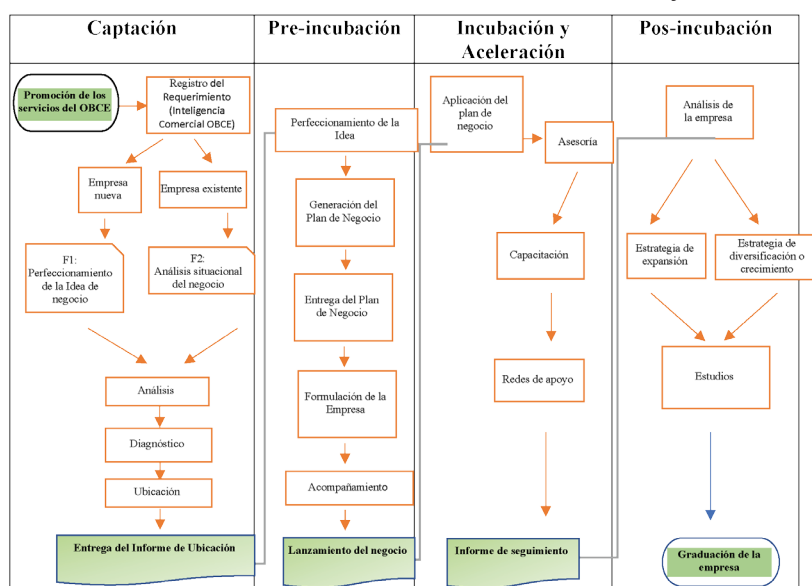 Captación
Promoción de los
servicios del OBCE
Registro del
Requerimiento
(Inteligencia
Comercial OBCE)
Empresa
nueva
Empresa existente
F1:
Perfeccionamiento
de la Idea de
negocio
F2:
Análisis situacional
del negocio
Análisis
Diagnóstico
Ubicación
Entrega del Informe de Ubicación
Pre-incubación
Perfeccionamiento de la
Idea
Generación del
Plan de Negocio
Entrega del Plan
de Negocio
Formulación de la
Empresa
Acompañamiento
Lanzamiento del negocio
Incubación y
Aceleración
Aplicación del
plan de
negocio
Asesoría
Capacitación
Redes de apoyo
Informe de seguimiento
Pos-incubación
Análisis de
la empresa
Estrategia de
expansión
Estrategia de
diversificación o
crecimiento
Estudios
Graduación de la
empresa